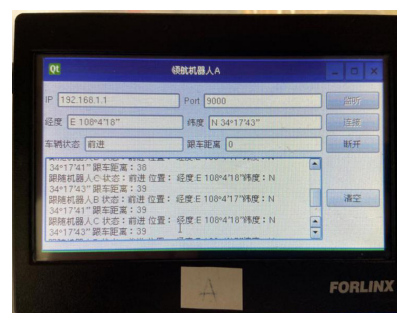 Qt 领航机器人A
IP 192.168.1.1 Port 9000 监听
经度 E 108°4'18" 纬度 N 34°17'43" 连接
车辆状态 前进 跟车距离 0 断开
34°17'41" 跟车距离：38
跟随机器人C 状态：前进 位置： 经度 E 108°4'18"纬度：N
34°17'43" 跟车距离：39
跟随机器人B 状态：前进 位置： 经度 E 108°4'17"纬度：N
34°17'41" 跟车距离：39
跟随机器人C 状态：前进 位置： 经度 E 108°4'18"纬度：N
34°17'43" 跟车距离：39
清空
A
FORLINX